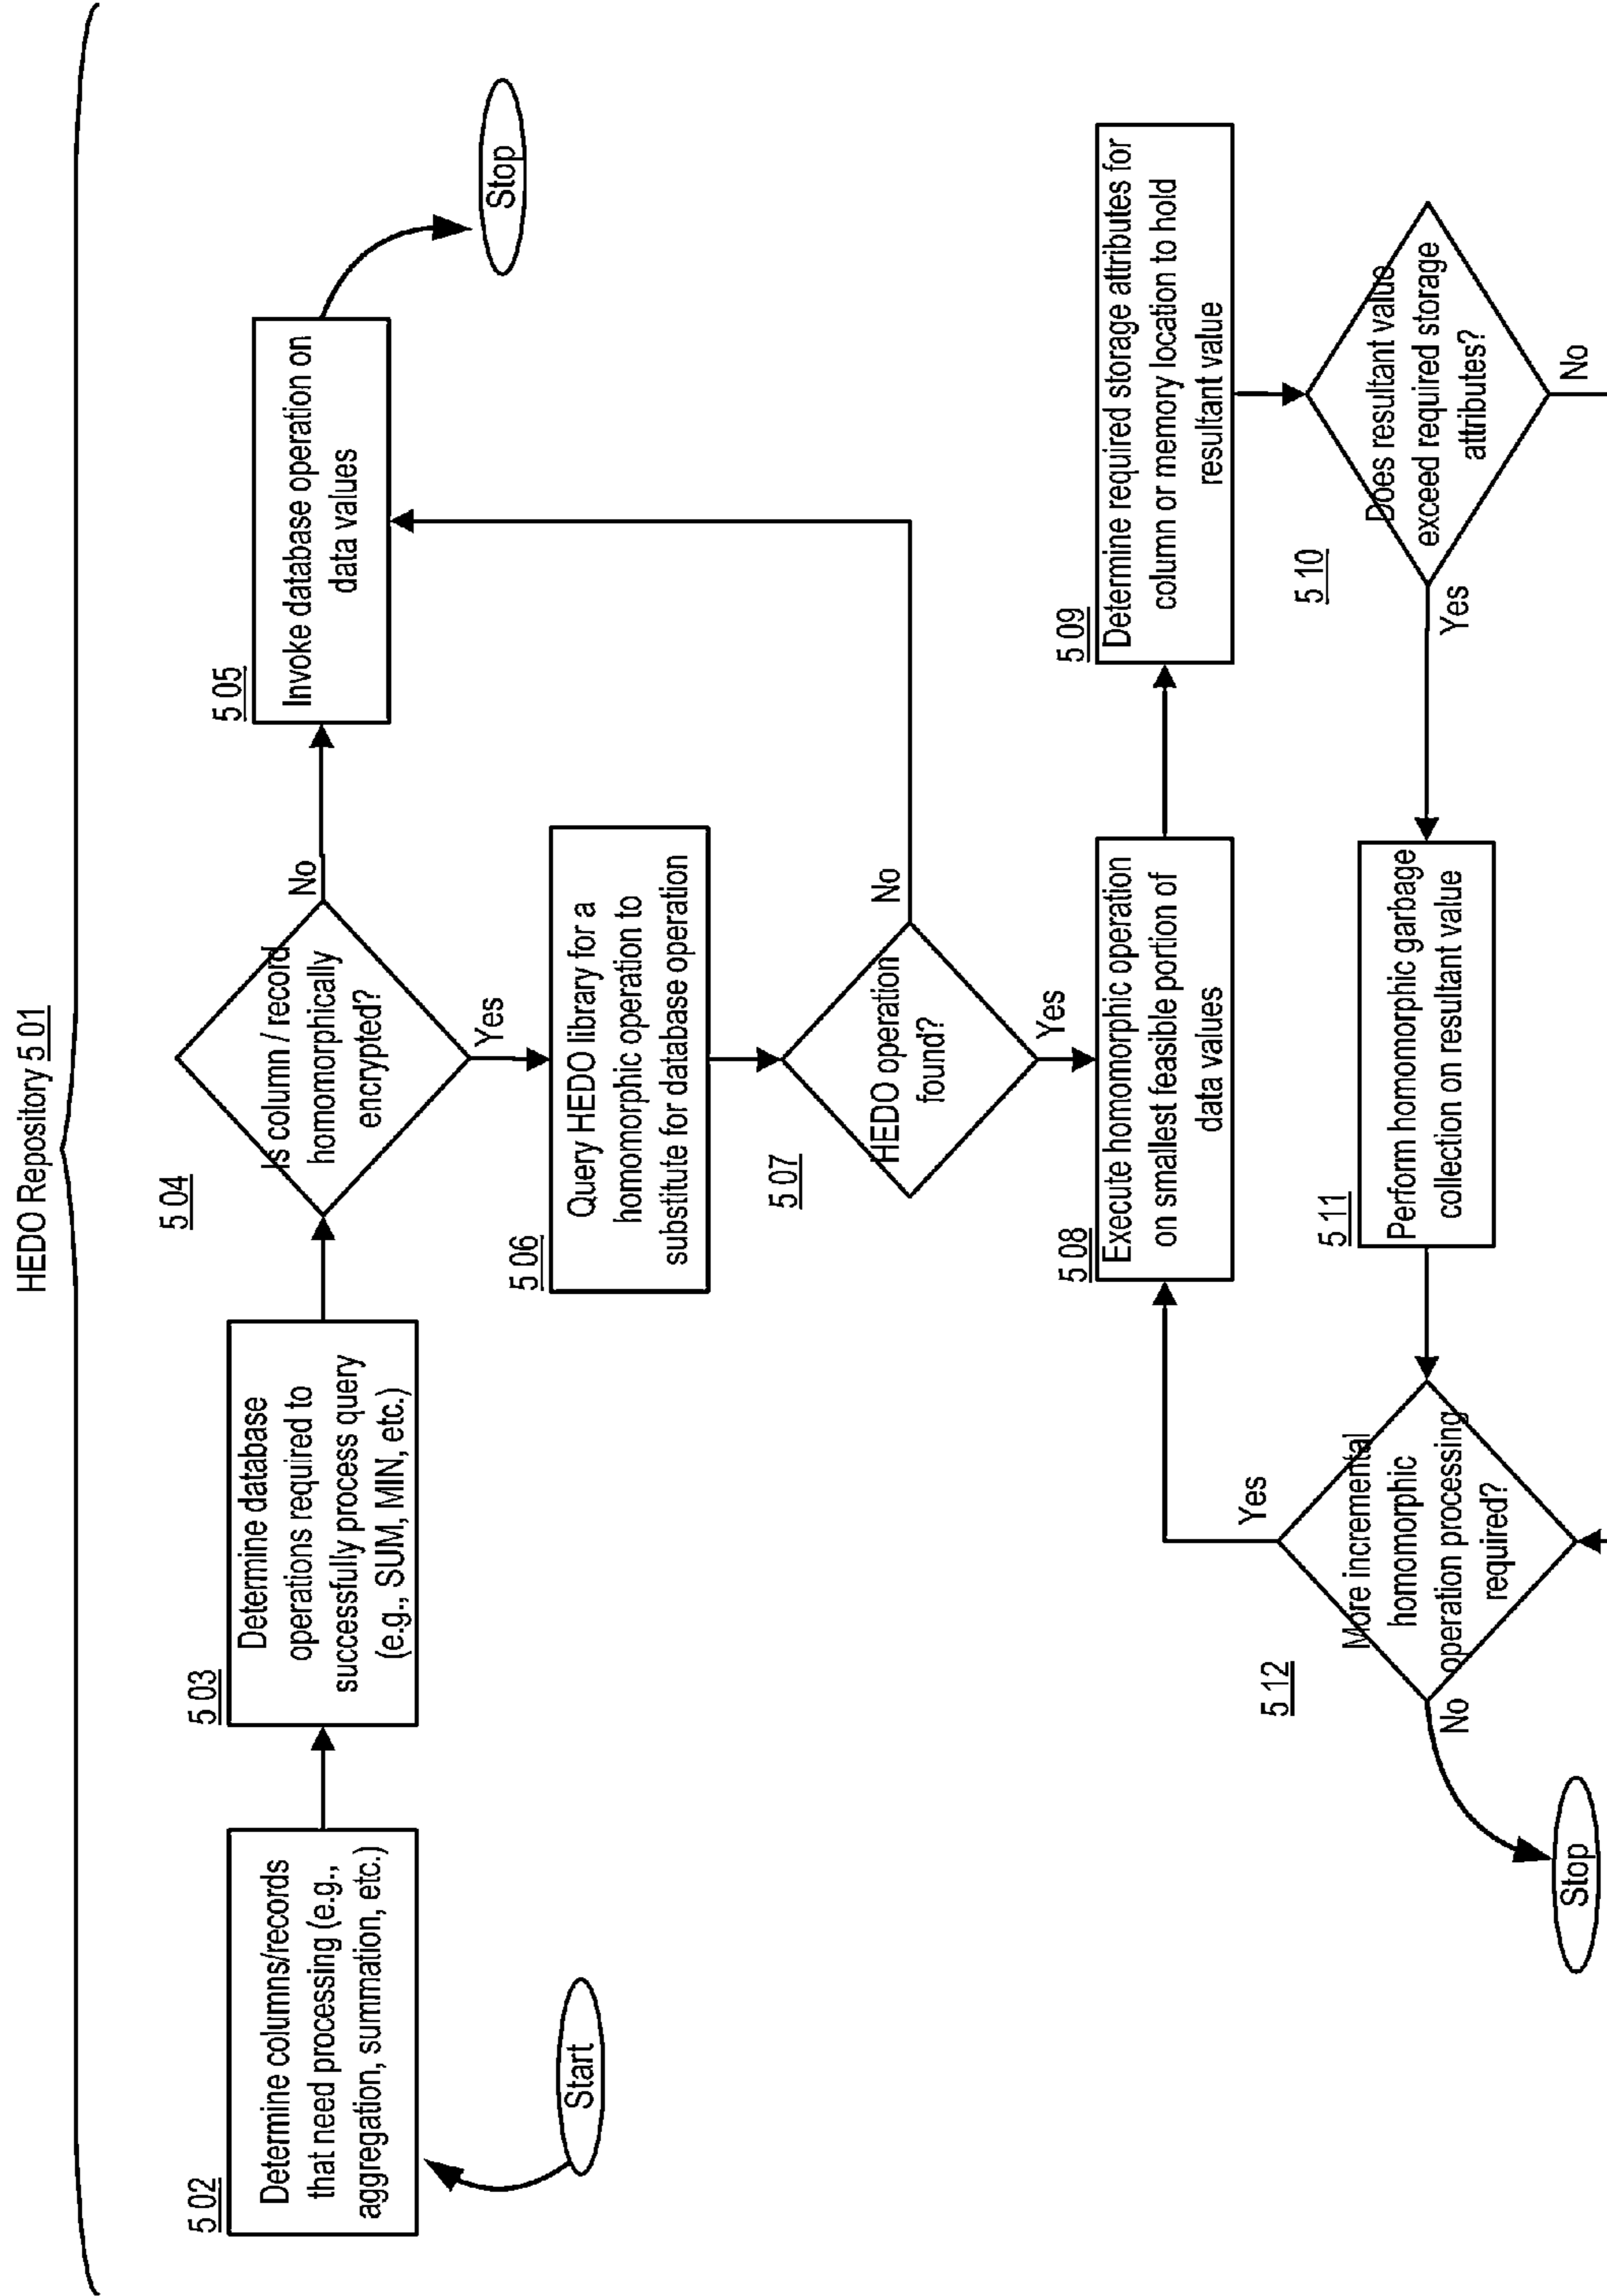 HEDO Repository 5 01
5 02
Determine columns/records
that need processing (e.g.,
aggregation, summation, etc.)
Start
5 03
Determine database
operations required to
successfully process query
(e.g., SUM, MIN, etc.)
5 04
Is column / record
homomorphically
encrypted?
No
Yes
5 05
Invoke database operation on
data values
Stop
5 06
Query HEDO library for a
homomorphic operation to
substitute for database operation
5 07
HEDO operation
found?
No
Yes
5 08
Execute homomorphic operation
on smallest feasible portion of
data values
5 09
Determine required storage attributes for
column or memory location to hold
resultant value
5 10
Does resultant value
exceed required storage
attributes?
Yes
No
5 11
Perform homomorphic garbage
collection on resultant value
5 12
More incremental
homomorphic
operation processing
required?
Yes
No
Stop